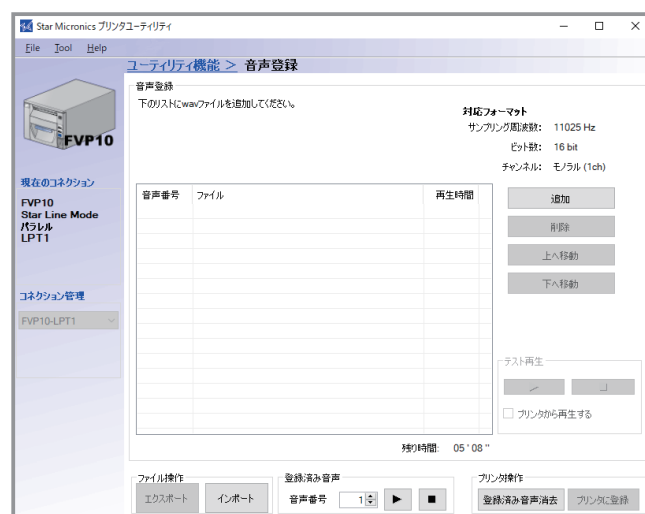 Star Micronics プリンタユーティリティ
File Tool Help
ユーティリティ機能 > 音声登録
FVP10
現在のコネクション
FVP10
Star Line Mode
パラレル
LPT1
コネクション管理
FVP10-LPT1
音声登録
下のリストにwavファイルを追加してください。
対応フォーマット
サンプリング周波数: 11025 Hz
ビット数: 16 bit
チャンネル: モノラル (1ch)
音声番号 ファイル 再生時間
追加
削除
上へ移動
下へ移動
テスト再生
プリンタから再生する
残り時間: 05 ' 08 "
ファイル操作
エクスポート インポート
登録済み音声
音声番号 1
プリンタ操作
登録済み音声消去 プリンタに登録